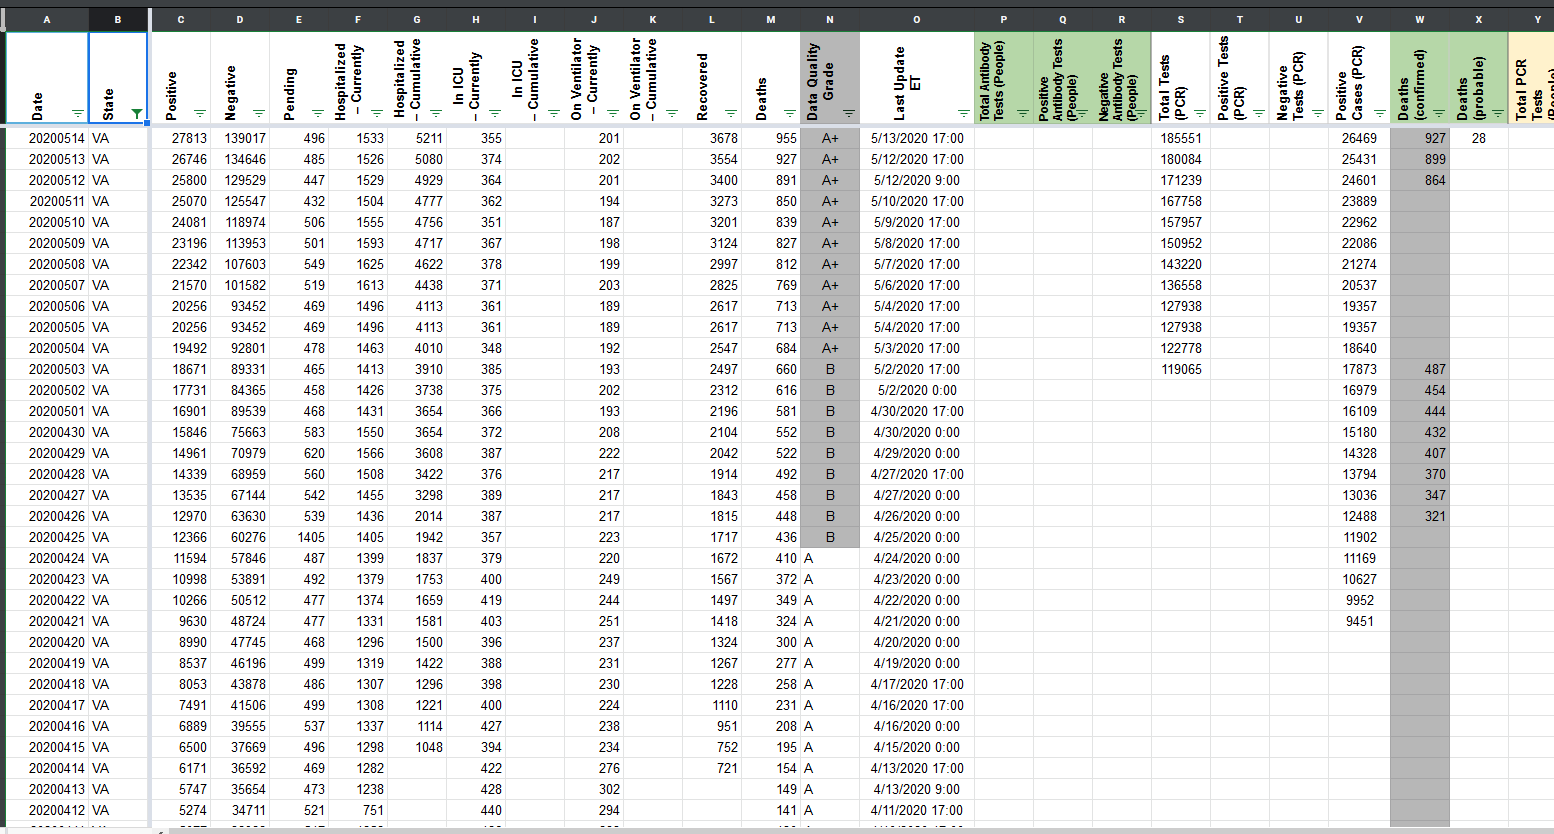 A B C D E F G H I J K L M N O P Q R S T U V W X Y
Date State Positive Negative Pending Hospitalized – Currently Hospitalized – Cumulative In ICU – Currently In ICU – Cumulative On Ventilator – Currently On Ventilator – Cumulative Recovered Deaths Data Quality Grade Last Update ET Total Antibody Tests (People) Positive Antibody Tests (People) Negative Antibody Tests (People) Total Tests (PCR) Positive Tests (PCR) Negative Tests (PCR) Positive Cases (PCR) Deaths (confirmed) Deaths (probable) Total PCR Tests (People)
20200514 VA 27813 139017 496 1533 5211 355 201 3678 955 A+ 5/13/2020 17:00 185551 26469 927 28
20200513 VA 26746 134646 485 1526 5080 374 202 3554 927 A+ 5/12/2020 17:00 180084 25431 899
20200512 VA 25800 129529 447 1529 4929 364 201 3400 891 A+ 5/12/2020 9:00 171239 24601 864
20200511 VA 25070 125547 432 1504 4777 362 194 3273 850 A+ 5/10/2020 17:00 167758 23889
20200510 VA 24081 118974 506 1555 4756 351 187 3201 839 A+ 5/9/2020 17:00 157957 22962
20200509 VA 23196 113953 501 1593 4717 367 198 3124 827 A+ 5/8/2020 17:00 150952 22086
20200508 VA 22342 107603 549 1625 4622 378 199 2997 812 A+ 5/7/2020 17:00 143220 21274
20200507 VA 21570 101582 519 1613 4438 371 203 2825 769 A+ 5/6/2020 17:00 136558 20537
20200506 VA 20256 93452 469 1496 4113 361 189 2617 713 A+ 5/4/2020 17:00 127938 19357
20200505 VA 20256 93452 469 1496 4113 361 189 2617 713 A+ 5/4/2020 17:00 127938 19357
20200504 VA 19492 92801 478 1463 4010 348 192 2547 684 A+ 5/3/2020 17:00 122778 18640
20200503 VA 18671 89331 465 1413 3910 385 193 2497 660 B 5/2/2020 17:00 119065 17873 487
20200502 VA 17731 84365 458 1426 3738 375 202 2312 616 B 5/2/2020 0:00 16979 454
20200501 VA 16901 89539 468 1431 3654 366 193 2196 581 B 4/30/2020 17:00 16109 444
20200430 VA 15846 75663 583 1550 3654 372 208 2104 552 B 4/30/2020 0:00 15180 432
20200429 VA 14961 70979 620 1566 3608 387 222 2042 522 B 4/29/2020 0:00 14328 407
20200428 VA 14339 68959 560 1508 3422 376 217 1914 492 B 4/27/2020 17:00 13794 370
20200427 VA 13535 67144 542 1455 3298 389 217 1843 458 B 4/27/2020 0:00 13036 347
20200426 VA 12970 63630 539 1436 2014 387 217 1815 448 B 4/26/2020 0:00 12488 321
20200425 VA 12366 60276 1405 1405 1942 357 223 1717 436 B 4/25/2020 0:00 11902
20200424 VA 11594 57846 487 1399 1837 379 220 1672 410 A 4/24/2020 0:00 11169
20200423 VA 10998 53891 492 1379 1753 400 249 1567 372 A 4/23/2020 0:00 10627
20200422 VA 10266 50512 477 1374 1659 419 244 1497 349 A 4/22/2020 0:00 9952
20200421 VA 9630 48724 477 1331 1581 403 251 1418 324 A 4/21/2020 0:00 9451
20200420 VA 8990 47745 468 1296 1500 396 237 1324 300 A 4/20/2020 0:00
20200419 VA 8537 46196 499 1319 1422 388 231 1267 277 A 4/19/2020 0:00
20200418 VA 8053 43878 486 1307 1296 398 230 1228 258 A 4/17/2020 17:00
20200417 VA 7491 41506 499 1308 1221 400 224 1110 231 A 4/16/2020 17:00
20200416 VA 6889 39555 537 1337 1114 427 238 951 208 A 4/16/2020 0:00
20200415 VA 6500 37669 496 1298 1048 394 234 752 195 A 4/15/2020 0:00
20200414 VA 6171 36592 469 1282 422 276 721 154 A 4/13/2020 17:00
20200413 VA 5747 35654 473 1238 428 302 149 A 4/13/2020 9:00
20200412 VA 5274 34711 521 751 440 294 141 A 4/11/2020 17:00